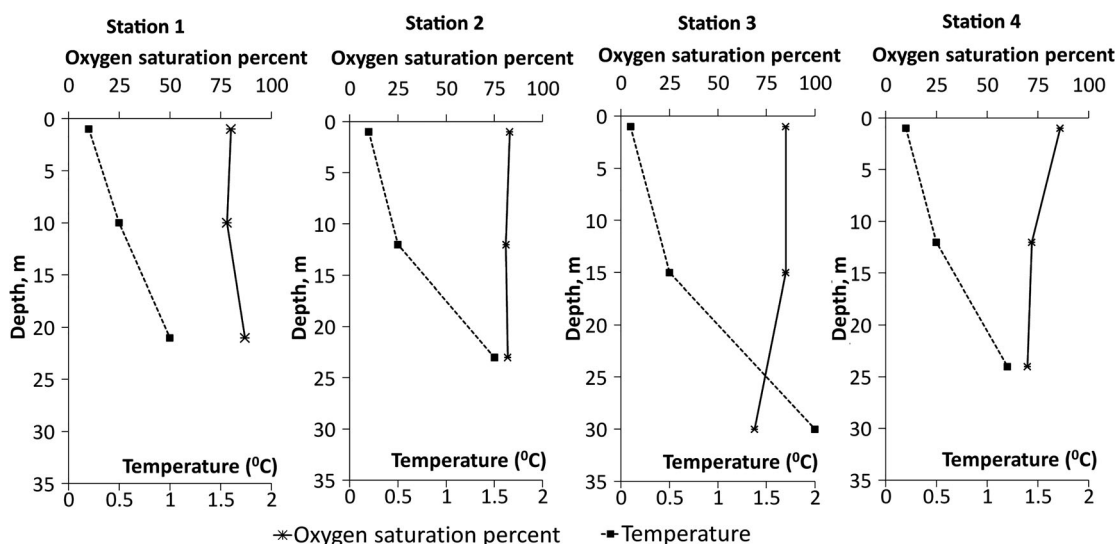 Station 1
Oxygen saturation percent
0 25 50 75 100
Depth, m
0
5
10
15
20
25
30
35
Temperature (⁰C)
0 0.5 1 1.5 2
Station 2
Oxygen saturation percent
0 25 50 75 100
Depth, m
0
5
10
15
20
25
30
35
Temperature (⁰C)
0 0.5 1 1.5 2
Station 3
Oxygen saturation percent
0 25 50 75 100
Depth, m
0
5
10
15
20
25
30
35
Temperature (⁰C)
0 0.5 1 1.5 2
Station 4
Oxygen saturation percent
0 25 50 75 100
Depth, m
0
5
10
15
20
25
30
35
Temperature (⁰C)
0 0.5 1 1.5 2
Oxygen saturation percent
Temperature